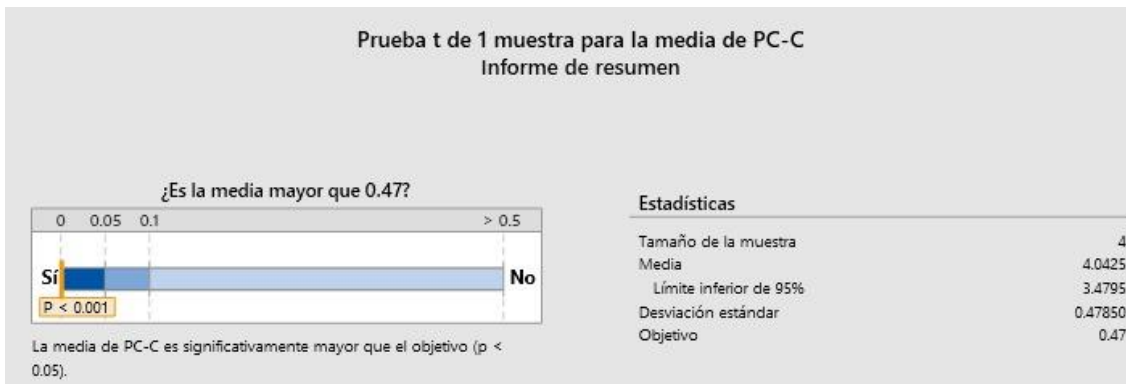 Prueba t de 1 muestra para la media de PC-C
Informe de resumen
¿Es la media mayor que 0.47?
0 0.05 0.1 > 0.5
Sí No
P < 0.001
La media de PC-C es significativamente mayor que el objetivo (p <
0.05).
Estadísticas
Tamaño de la muestra 4
Media 4.0425
Límite inferior de 95% 3.4795
Desviación estándar 0.47850
Objetivo 0.47